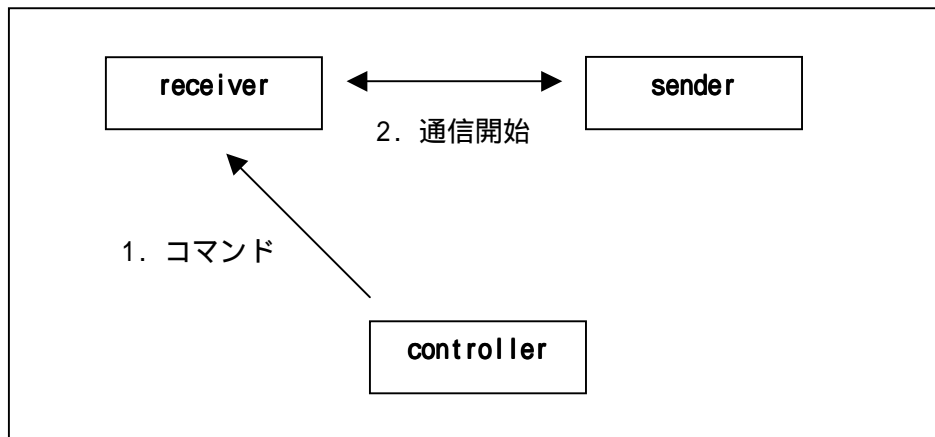 receiver
sender
2. 通信開始
1. コマンド
controller